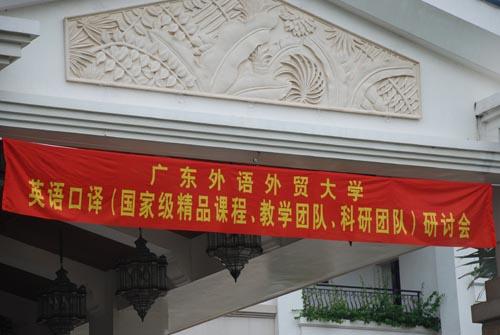 广东外语外贸大学
英语口译（国家级精品课程、教学团队、科研团队）研讨会